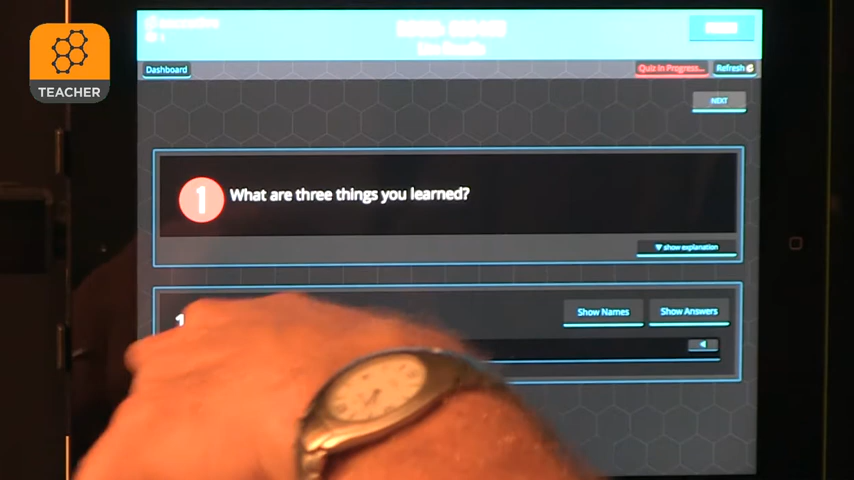 TEACHER
Dashboard
Quiz In Progress...
Refresh
NEXT
1
What are three things you learned?
show explanation
1
Show Names
Show Answers